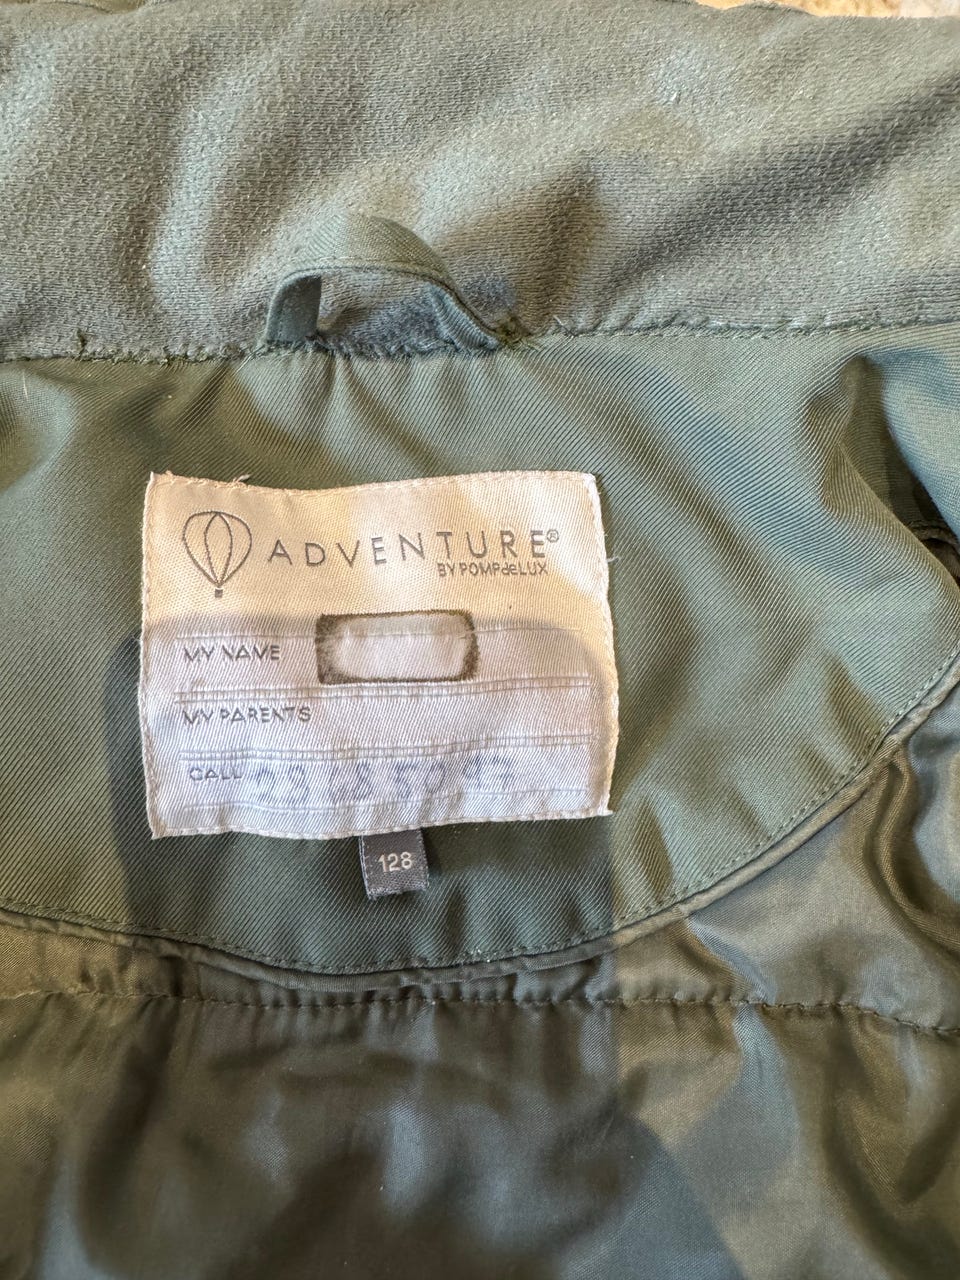 ADVENTURE®
BY POMPdeLUX
MY NAME
MY PARENTS
CALL
128